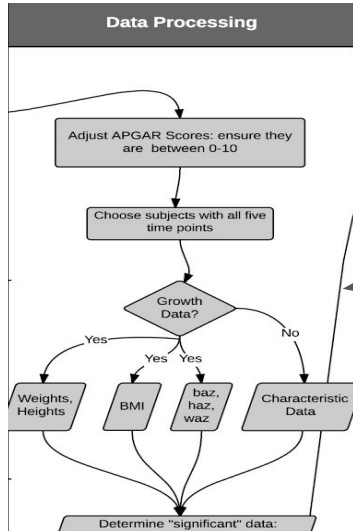 Data Processing
Adjust APGAR Scores: ensure they
are between 0-10
Choose subjects with all five
time points
Growth
Data?
Yes
Yes
Yes
No
Weights,
Heights
BMI
baz,
haz,
waz
Characteristic
Data
Determine "significant" data: